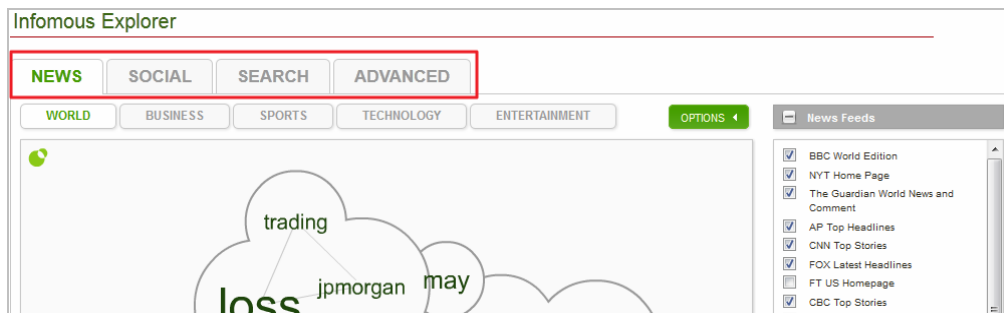 Infomous Explorer
NEWS SOCIAL SEARCH ADVANCED
WORLD BUSINESS SPORTS TECHNOLOGY ENTERTAINMENT OPTIONS News Feeds
BBC World Edition
NYT Home Page
The Guardian World News and
Comment
AP Top Headlines
CNN Top Stories
FOX Latest Headlines
FT US Homepage
CBC Top Stories
trading
jpmorgan may
loss